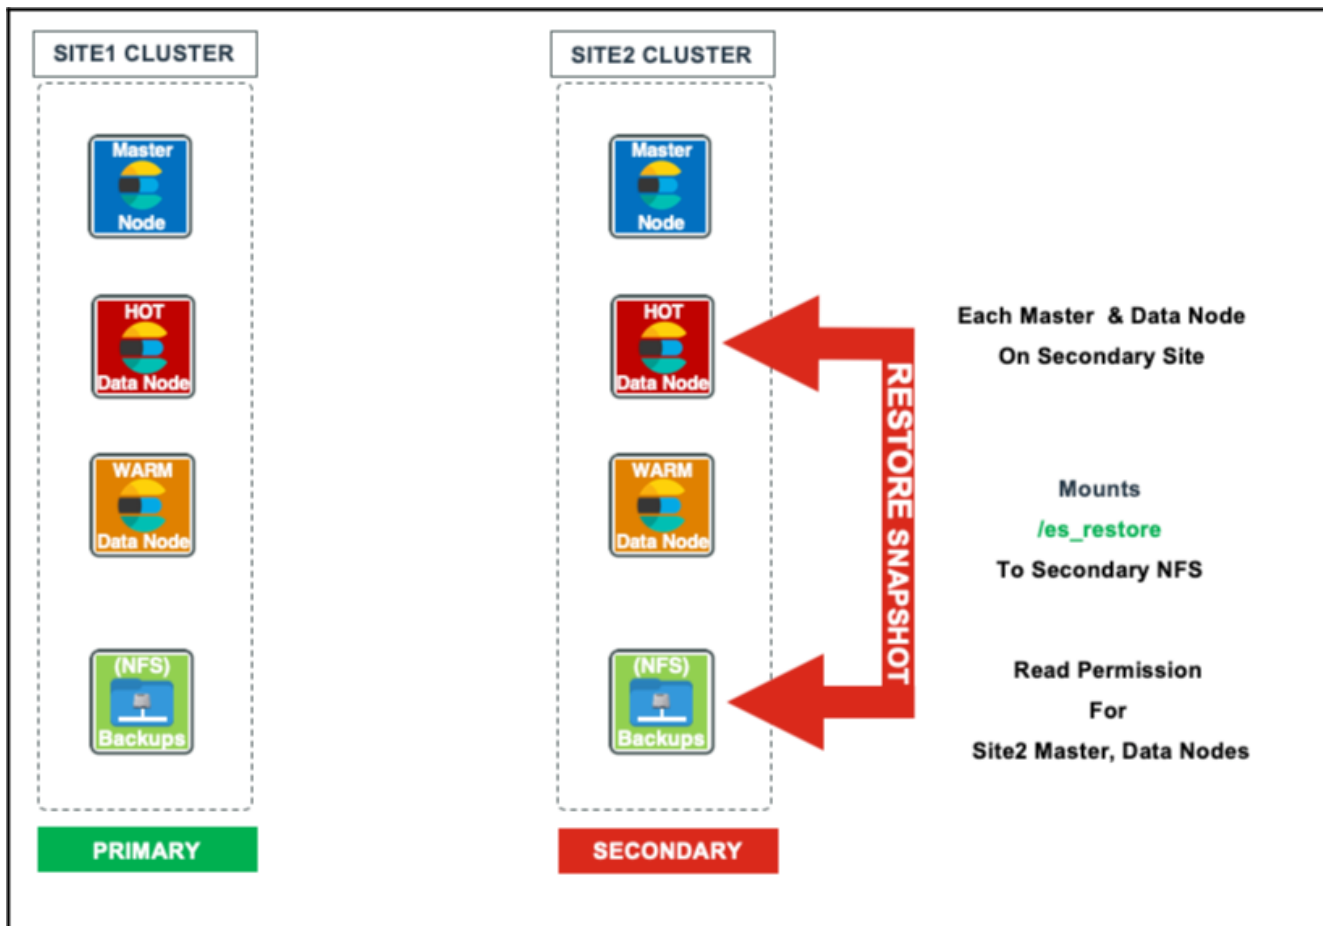 SITE1 CLUSTER
Master
Node
HOT
Data Node
WARM
Data Node
(NFS)
Backups
PRIMARY
SITE2 CLUSTER
Master
Node
HOT
Data Node
WARM
Data Node
(NFS)
Backups
SECONDARY
RESTORE SNAPSHOT
Each Master & Data Node
On Secondary Site
Mounts
/es_restore
To Secondary NFS
Read Permission
For
Site2 Master, Data Nodes